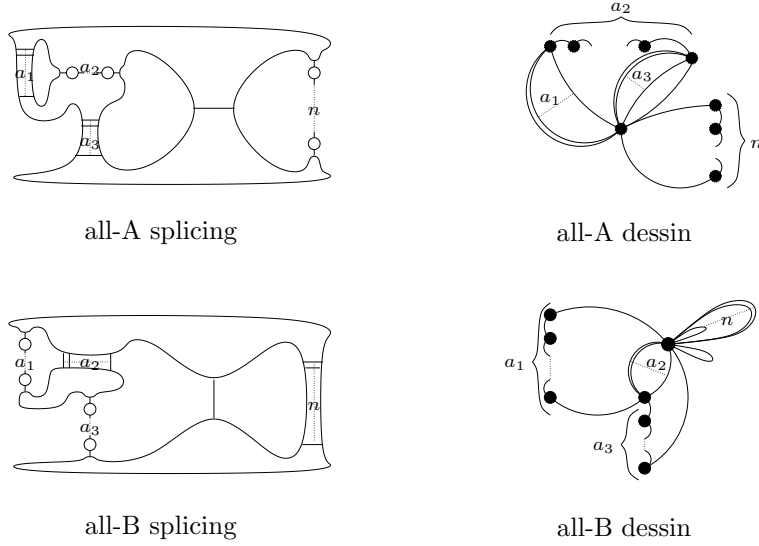 a₁ a₂ a₃ n
all-A splicing
a₂
a₁ a₃ n
all-A dessin
a₁ a₂ a₃ n
all-B splicing
n
a₁ a₂
a₃
all-B dessin